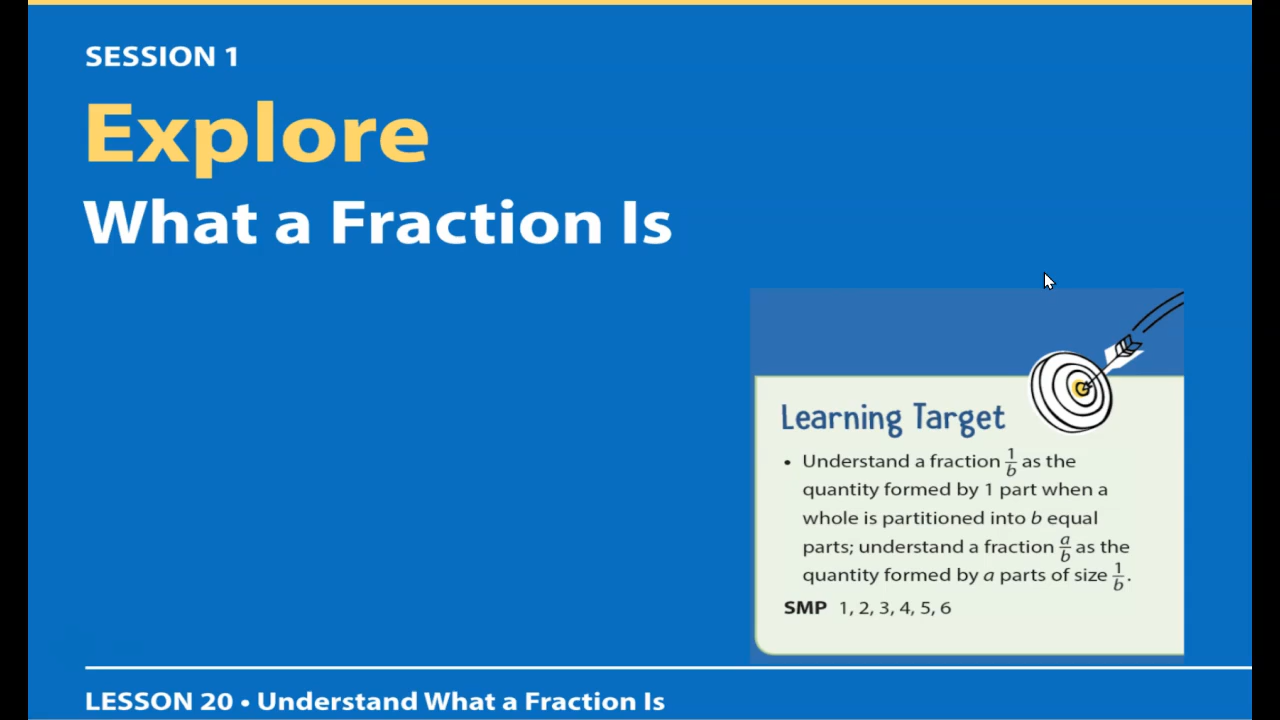 SESSION 1
Explore
What a Fraction Is
Learning Target
• Understand a fraction 1/b as the
quantity formed by 1 part when a
whole is partitioned into b equal
parts; understand a fraction a/b as the
quantity formed by a parts of size 1/b.
SMP 1, 2, 3, 4, 5, 6
LESSON 20 • Understand What a Fraction Is